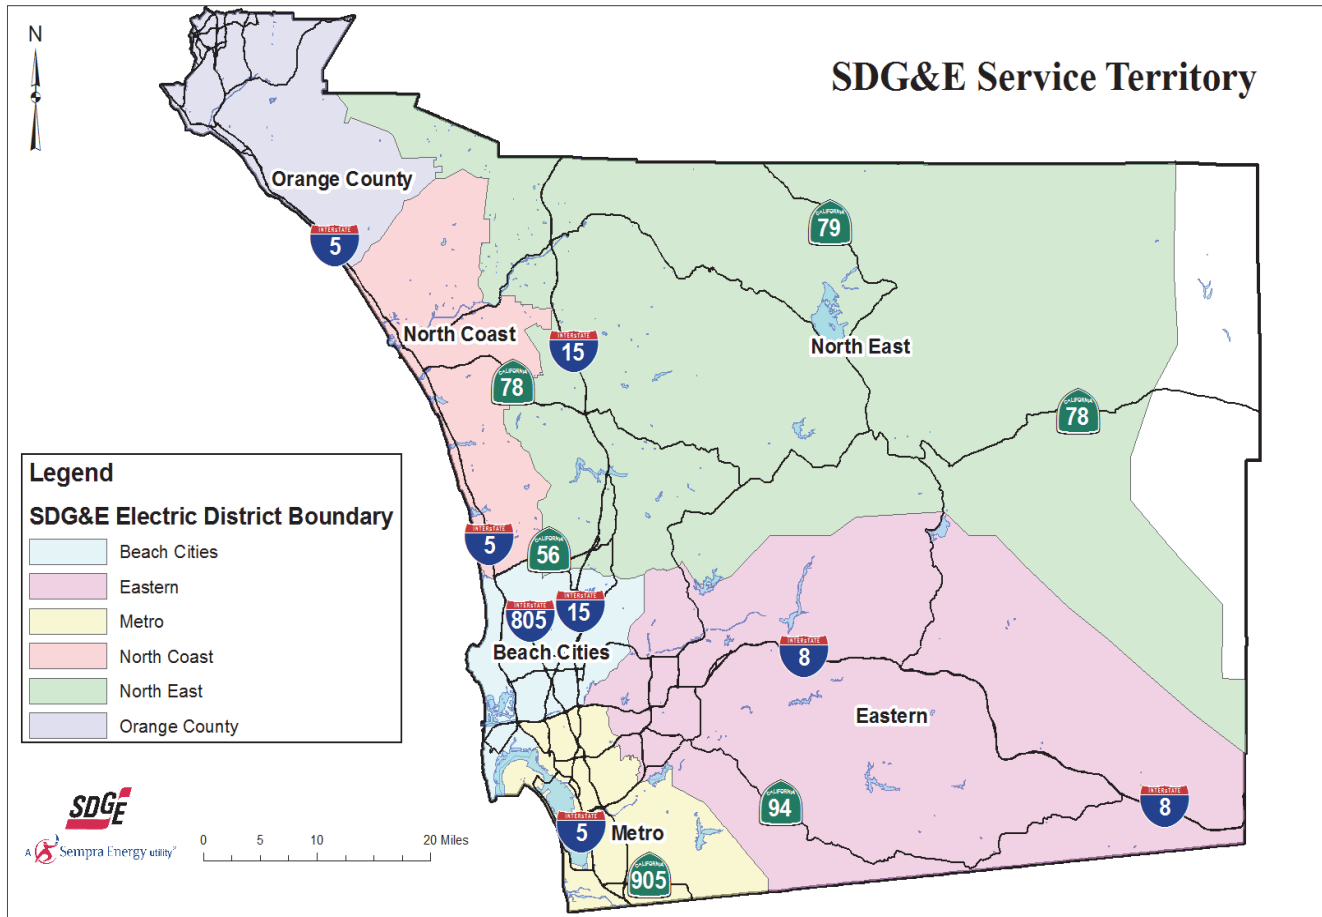 N
SDG&E Service Territory
Orange County
INTERSTATE
5
CALIFORNIA
79
North Coast
INTERSTATE
15
North East
CALIFORNIA
78
CALIFORNIA
78
Legend
SDG&E Electric District Boundary
Beach Cities
Eastern
Metro
North Coast
North East
Orange County
INTERSTATE
5
CALIFORNIA
56
INTERSTATE
805
INTERSTATE
15
Beach Cities
INTERSTATE
8
Eastern
CALIFORNIA
94
INTERSTATE
8
INTERSTATE
5
Metro
CALIFORNIA
905
SDGE
A Sempra Energy utility®
0 5 10 20 Miles